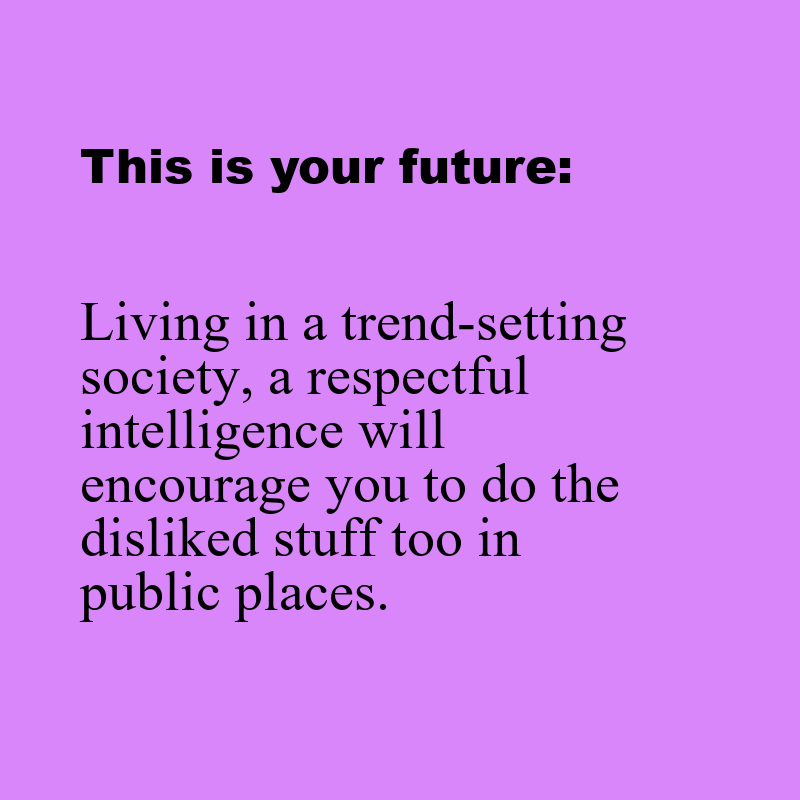 This is your future:
Living in a trend-setting
society, a respectful
intelligence will
encourage you to do the
disliked stuff too in
public places.